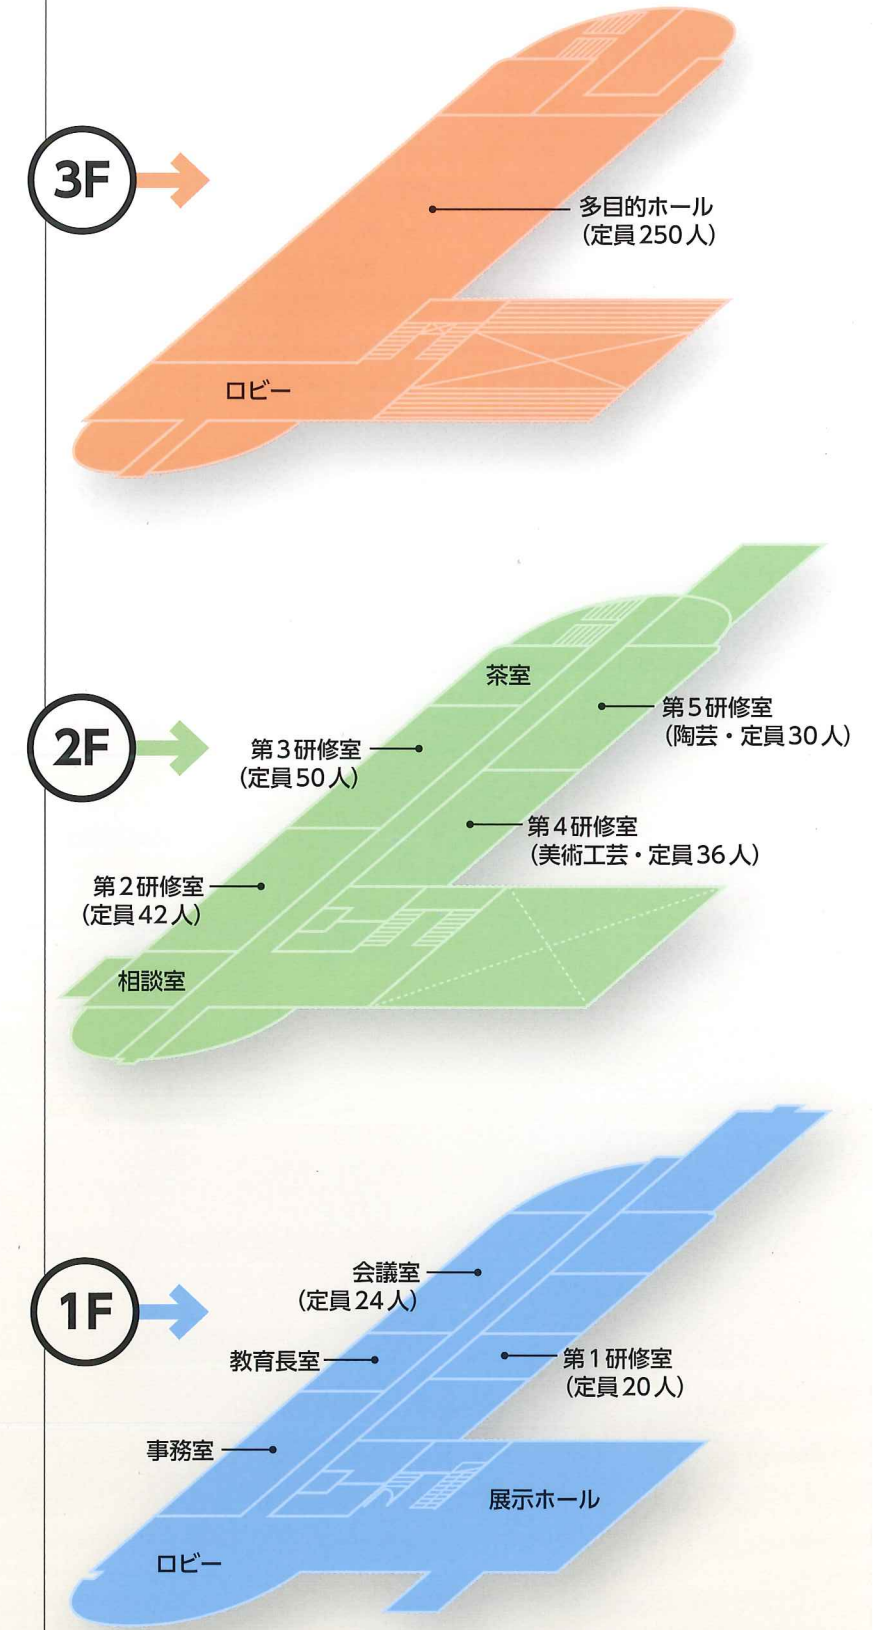 3F
多目的ホール
（定員250人）
ロビー
2F
茶室
第5研修室
（陶芸・定員30人）
第3研修室
（定員50人）
第4研修室
（美術工芸・定員36人）
第2研修室
（定員42人）
相談室
1F
会議室
（定員24人）
教育長室
第1研修室
（定員20人）
事務室
展示ホール
ロビー